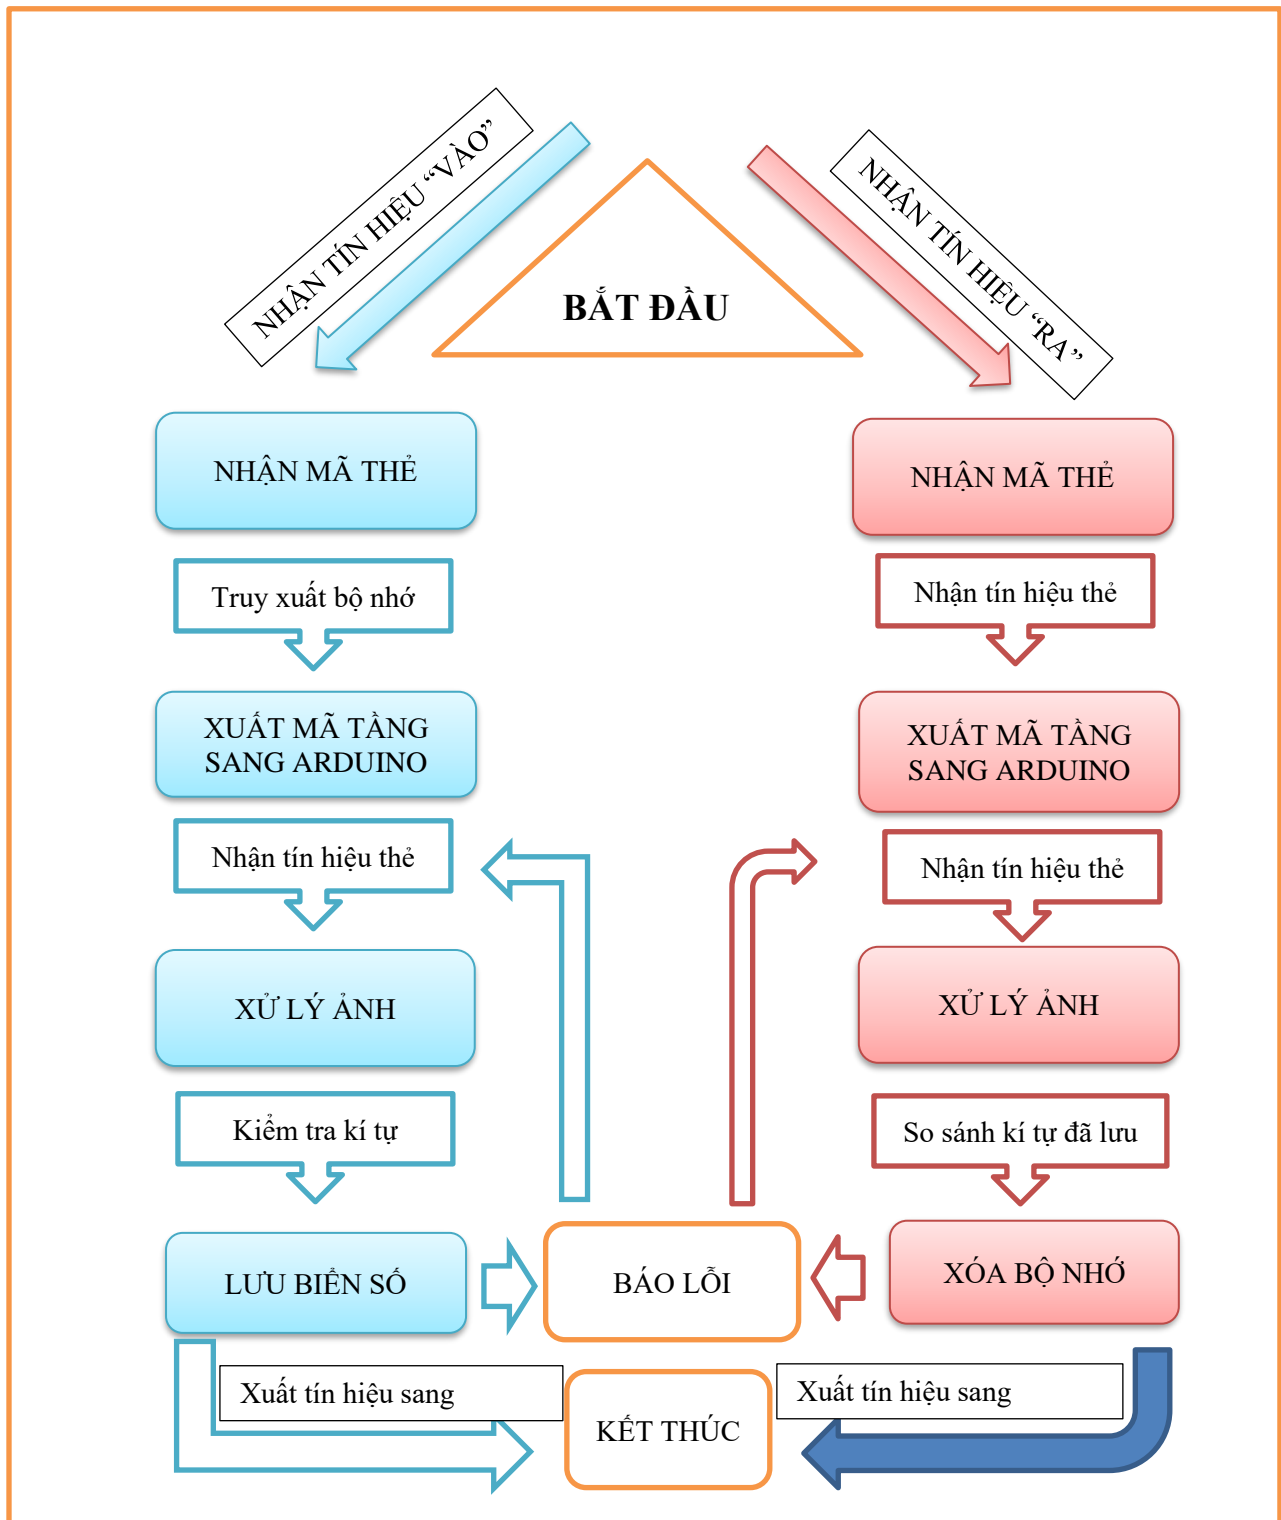 NHẬN TÍN HIỆU “VÀO”
NHẬN TÍN HIỆU “RA”
BẮT ĐẦU
NHẬN MÃ THẺ
NHẬN MÃ THẺ
Truy xuất bộ nhớ
Nhận tín hiệu thẻ
XUẤT MÃ TẦNG
SANG ARDUINO
XUẤT MÃ TẦNG
SANG ARDUINO
Nhận tín hiệu thẻ
Nhận tín hiệu thẻ
XỬ LÝ ẢNH
XỬ LÝ ẢNH
Kiểm tra kí tự
So sánh kí tự đã lưu
LƯU BIỂN SỐ
BÁO LỖI
XÓA BỘ NHỚ
Xuất tín hiệu sang
Xuất tín hiệu sang
KẾT THÚC